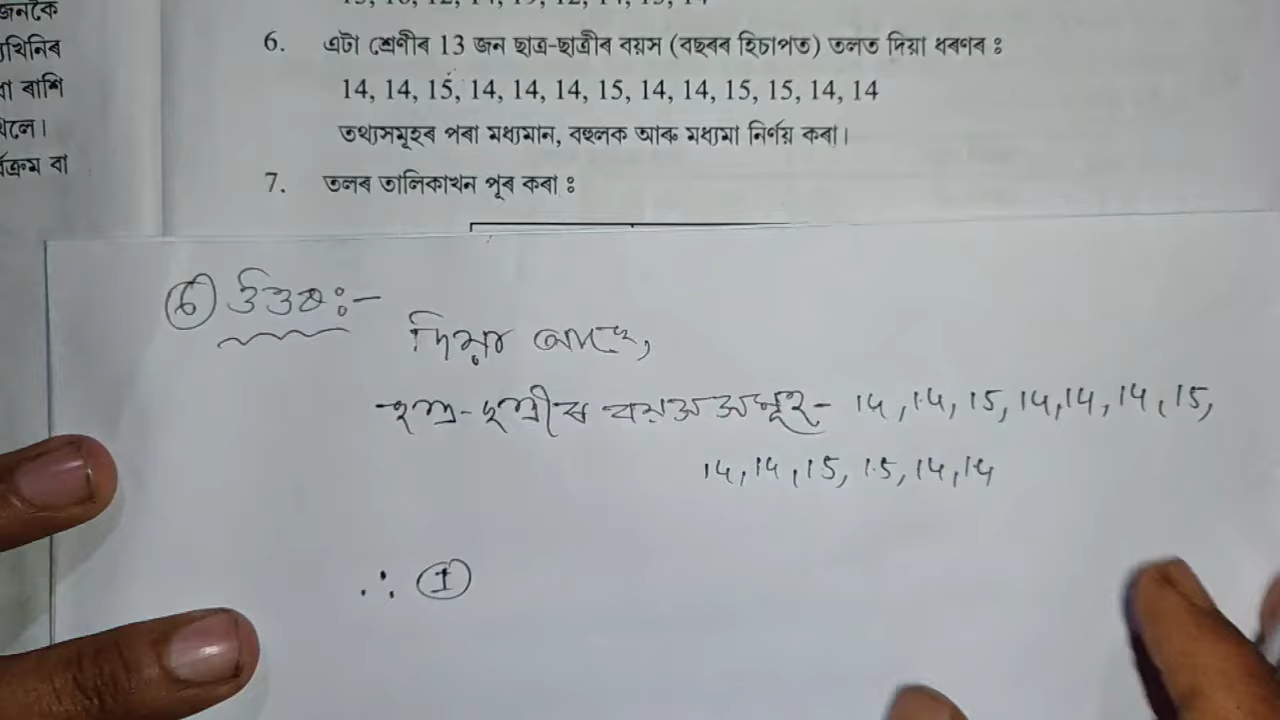 জনকৈ
ৰা ৰাশি
6. এটা শ্ৰেণীৰ 13 জন ছাত্ৰ-ছাত্ৰীৰ বয়স (বছৰৰ হিচাপত) তলত দিয়া ধৰণৰ :
14, 14, 15, 14, 14, 14, 15, 14, 14, 15, 15, 14, 14
তথ্যসমূহৰ পৰা মধ্যমান, বহুলক আৰু মধ্যমা নিৰ্ণয় কৰা।
7. তলৰ তালিকাখন পূৰ কৰা :
⑥ উত্তৰঃ-
দিয়া আছে,
ছাত্ৰ-ছাত্ৰীৰ বয়সসমূহ- 14, 14, 15, 14, 14, 14, 15,
14, 14, 15, 15, 14, 14
∴ Ⓘ